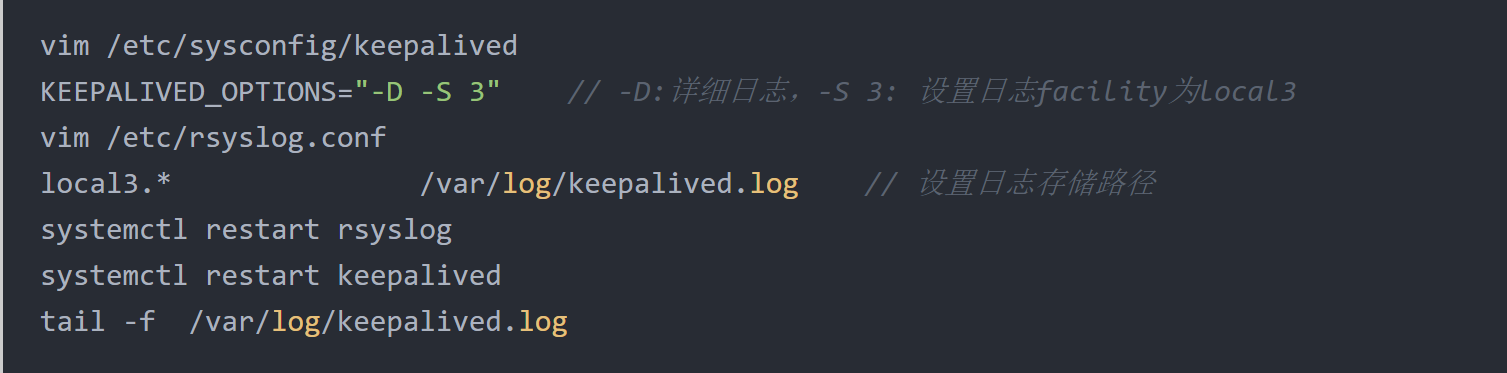 vim /etc/sysconfig/keepalived
KEEPALIVED_OPTIONS="-D -S 3"    // -D:详细日志，-S 3: 设置日志facility为local3
vim /etc/rsyslog.conf
local3.*               /var/log/keepalived.log    // 设置日志存储路径
systemctl restart rsyslog
systemctl restart keepalived
tail -f  /var/log/keepalived.log